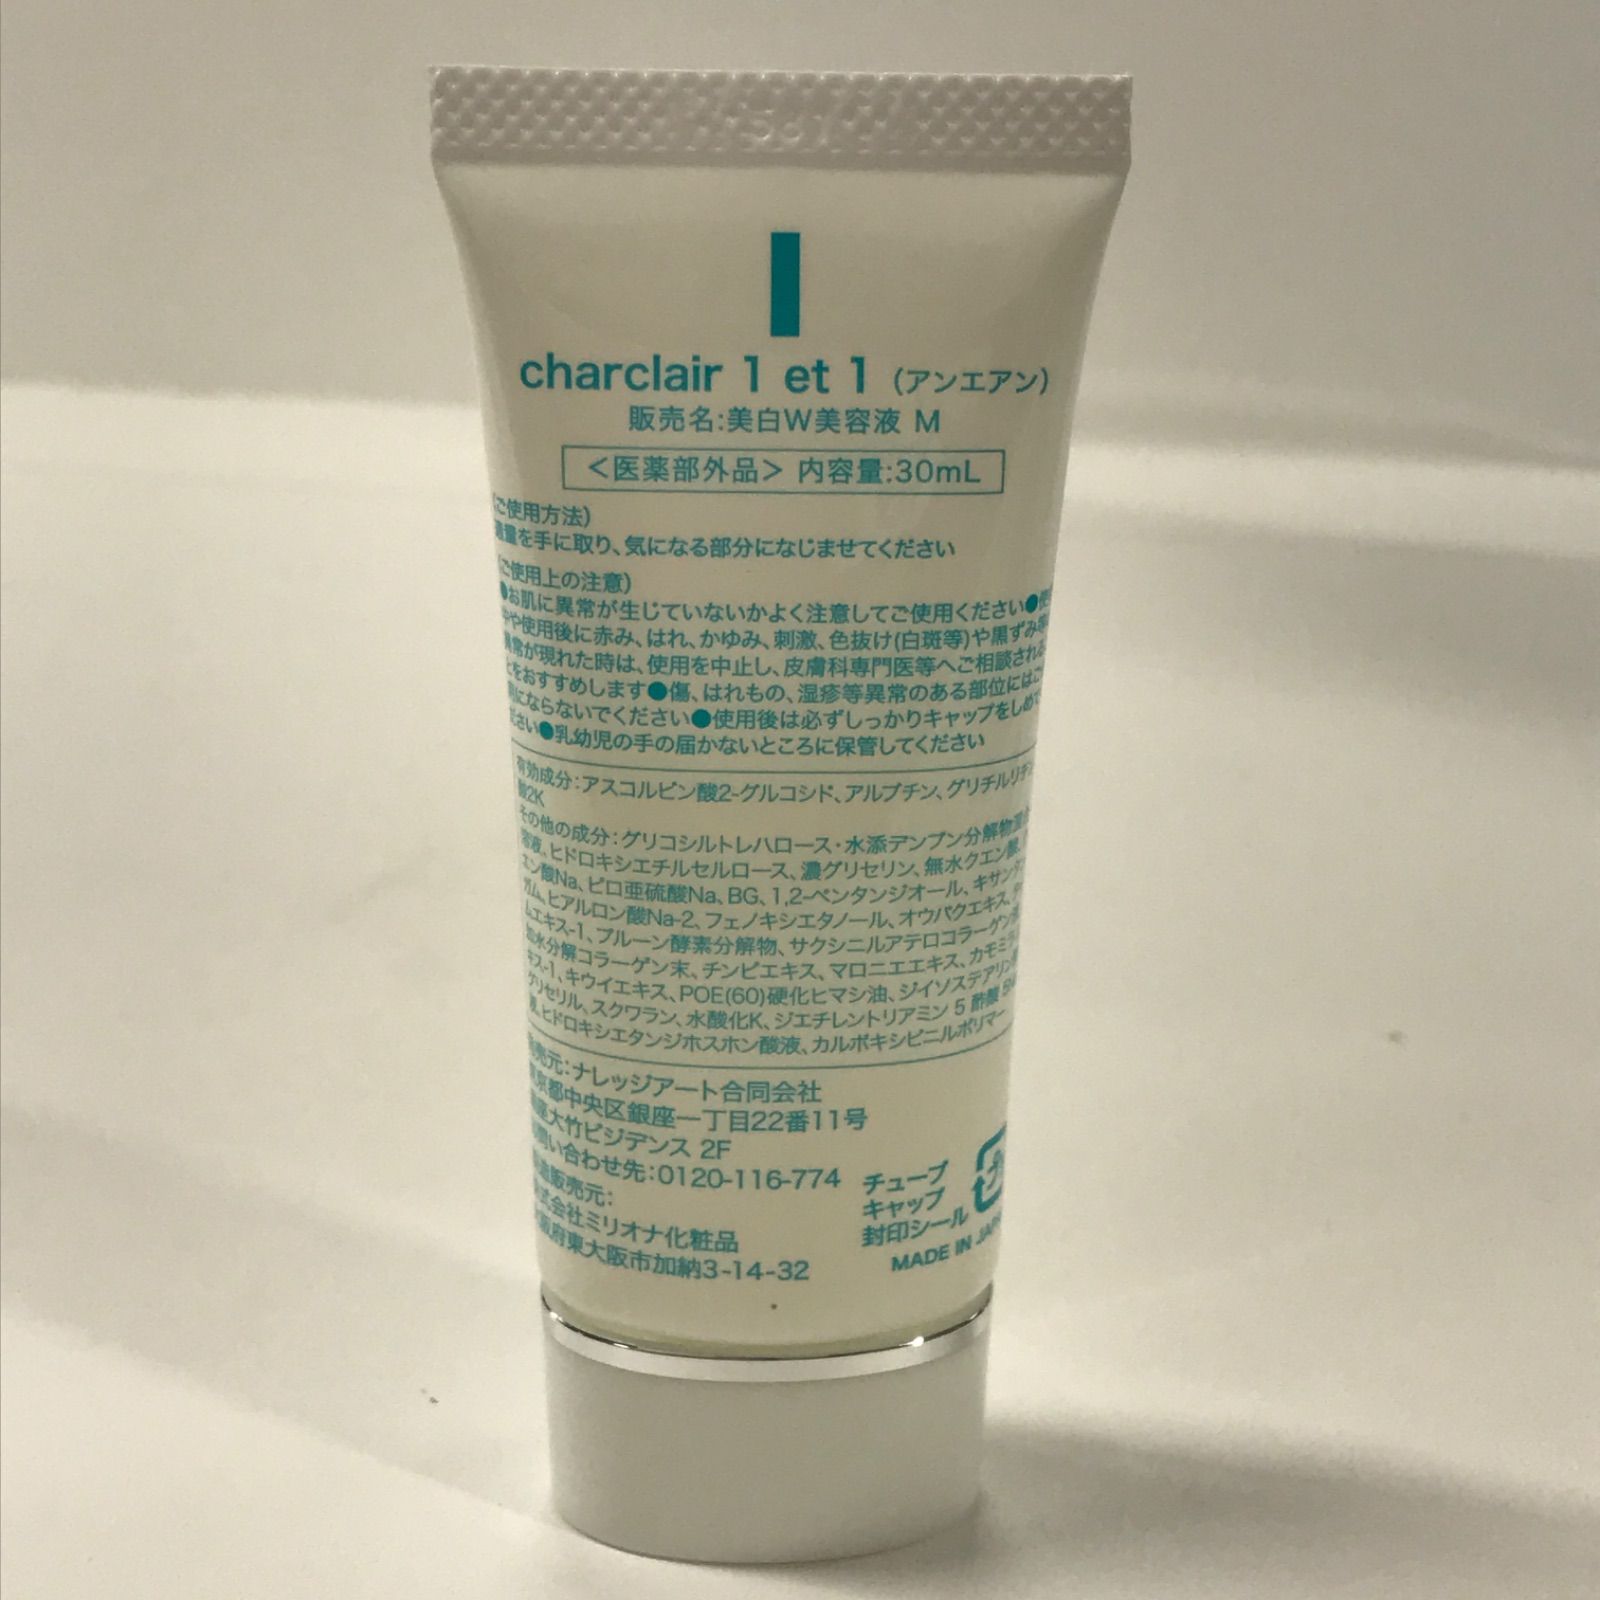 charclair 1 et 1 (アンエアン)
販売名:美白W美容液 M
<医薬部外品> 内容量:30mL
(ご使用方法)
適量を手に取り、気になる部分になじませてください
(ご使用上の注意)
●お肌に異常が生じていないかよく注意してご使用ください●使
中や使用後に赤み、はれ、かゆみ、刺激、色抜け(白斑等)や黒ずみ等
異常が現れた時は、使用を中止し、皮膚科専門医等へご相談される
とをおすすめします●傷、はれもの、湿疹等異常のある部位にはご
用にならないでください●使用後は必ずしっかりキャップをしめて
ださい●乳幼児の手の届かないところに保管してください
有効成分:アスコルビン酸2-グルコシド、アルブチン、グリチルリチン
酸2K
その他の成分:グリコシルトレハロース・水添デンプン分解物混合
溶液、ヒドロキシエチルセルロース、濃グリセリン、無水クエン酸、
エン酸Na、ピロ亜硫酸Na、BG、1,2-ペンタンジオール、キサンタン
ガム、ヒアルロン酸Na-2、フェノキシエタノール、オウバクエキス、
ムエキス-1、プルーン酵素分解物、サクシニルアテロコラーゲン
加水分解コラーゲン末、チンピエキス、マロニエエキス、カモミラ
キス-1、キウイエキス、POE(60)硬化ヒマシ油、ジイソステアリン
グリセリル、スクワラン、水酸化K、ジエチレントリアミン5酢酸
液、ヒドロキシエタンジホスホン酸液、カルボキシビニルポリマー
発売元:ナレッジアート合同会社
東京都中央区銀座一丁目22番11号
銀座大竹ビジデンス 2F
お問い合わせ先:0120-116-774
製造販売元:
株式会社ミリオナ化粧品
大阪府東大阪市加納3-14-32
チューブ
キャップ
封印シール
プ
MADE IN JAPA